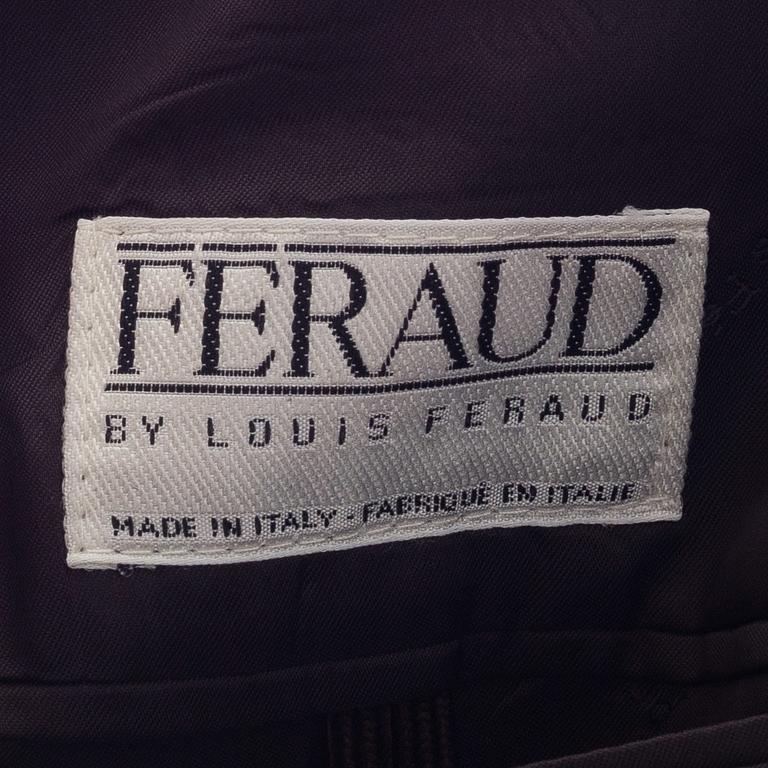 FERAUD
BY LOUIS FERAUD
MADE IN ITALY · FABRIQUÉ EN ITALIE